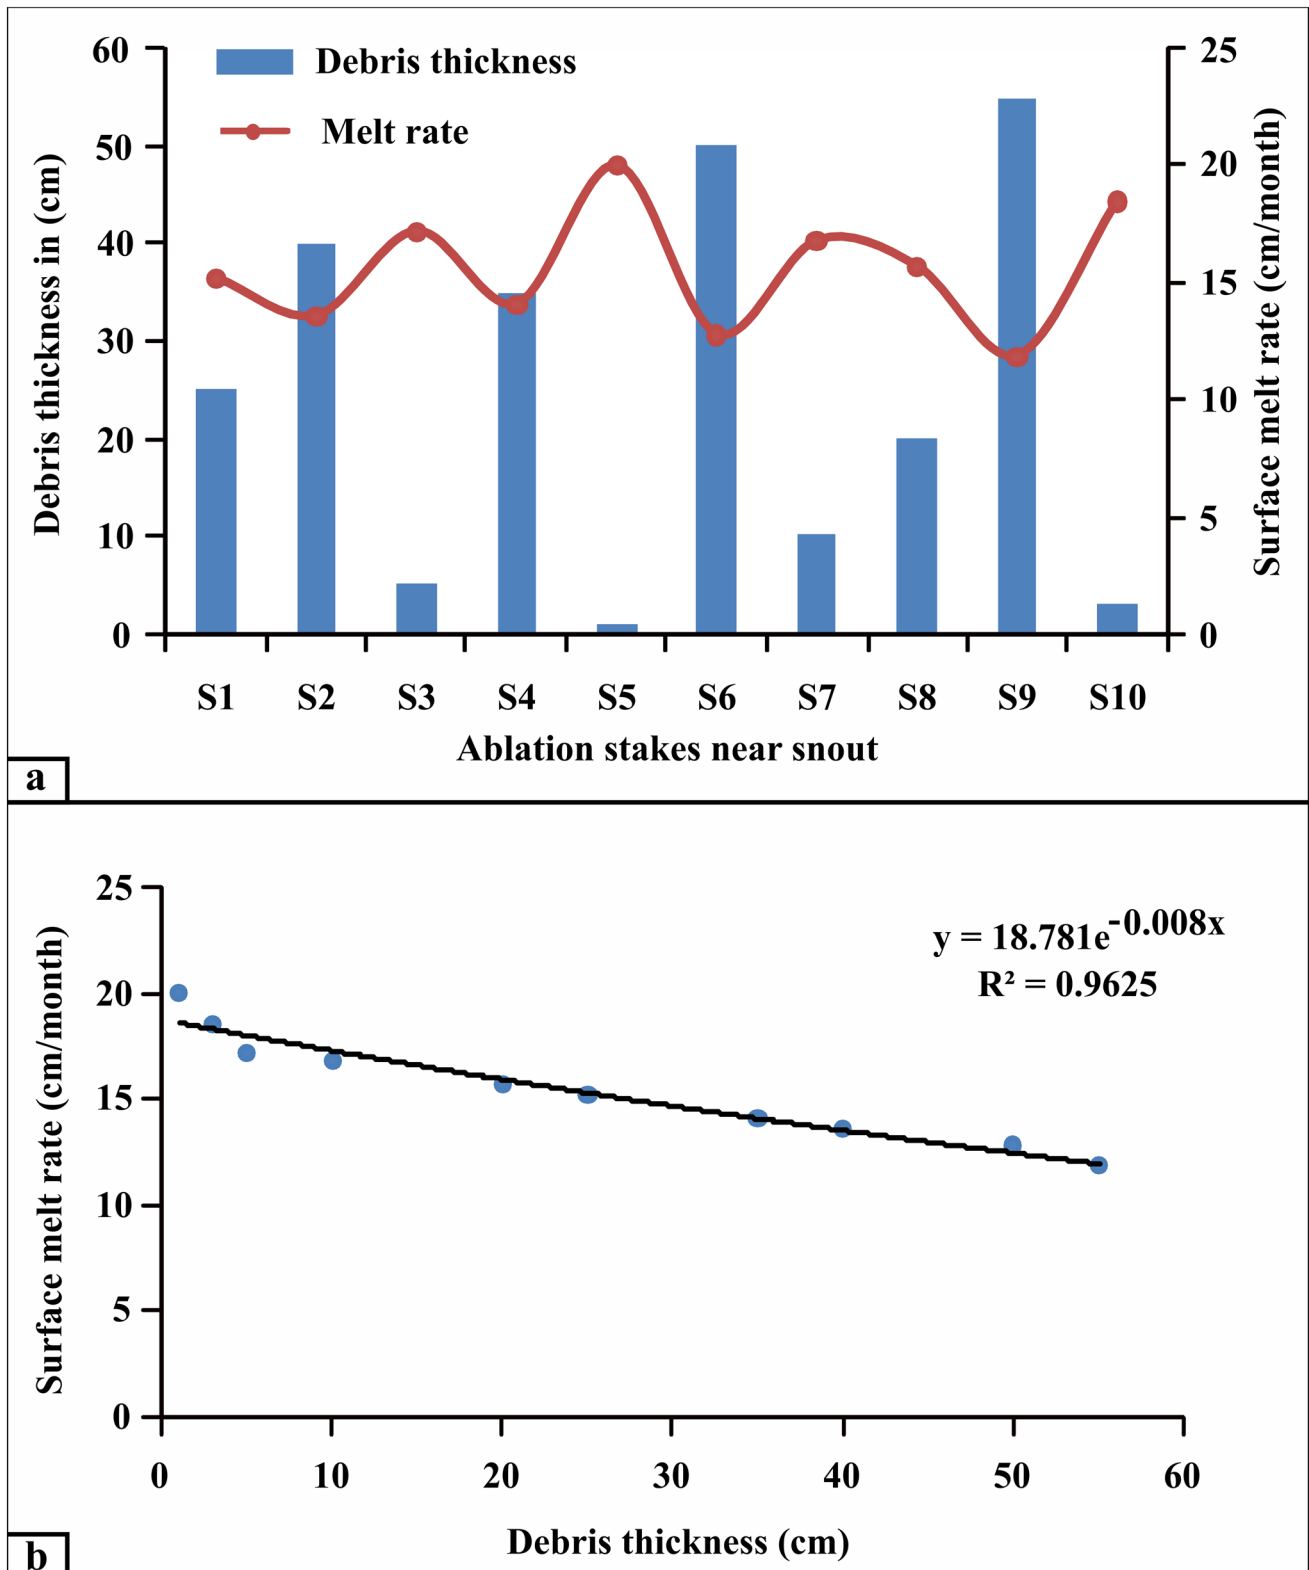 Debris thickness
Melt rate
Debris thickness in (cm)
60
50
40
30
20
10
0
Surface melt rate (cm/month)
25
20
15
10
5
0
S1 S2 S3 S4 S5 S6 S7 S8 S9 S10
Ablation stakes near snout
a
y = 18.781e^-0.008x
R² = 0.9625
Surface melt rate (cm/month)
25
20
15
10
5
0
0 10 20 30 40 50 60
Debris thickness (cm)
b